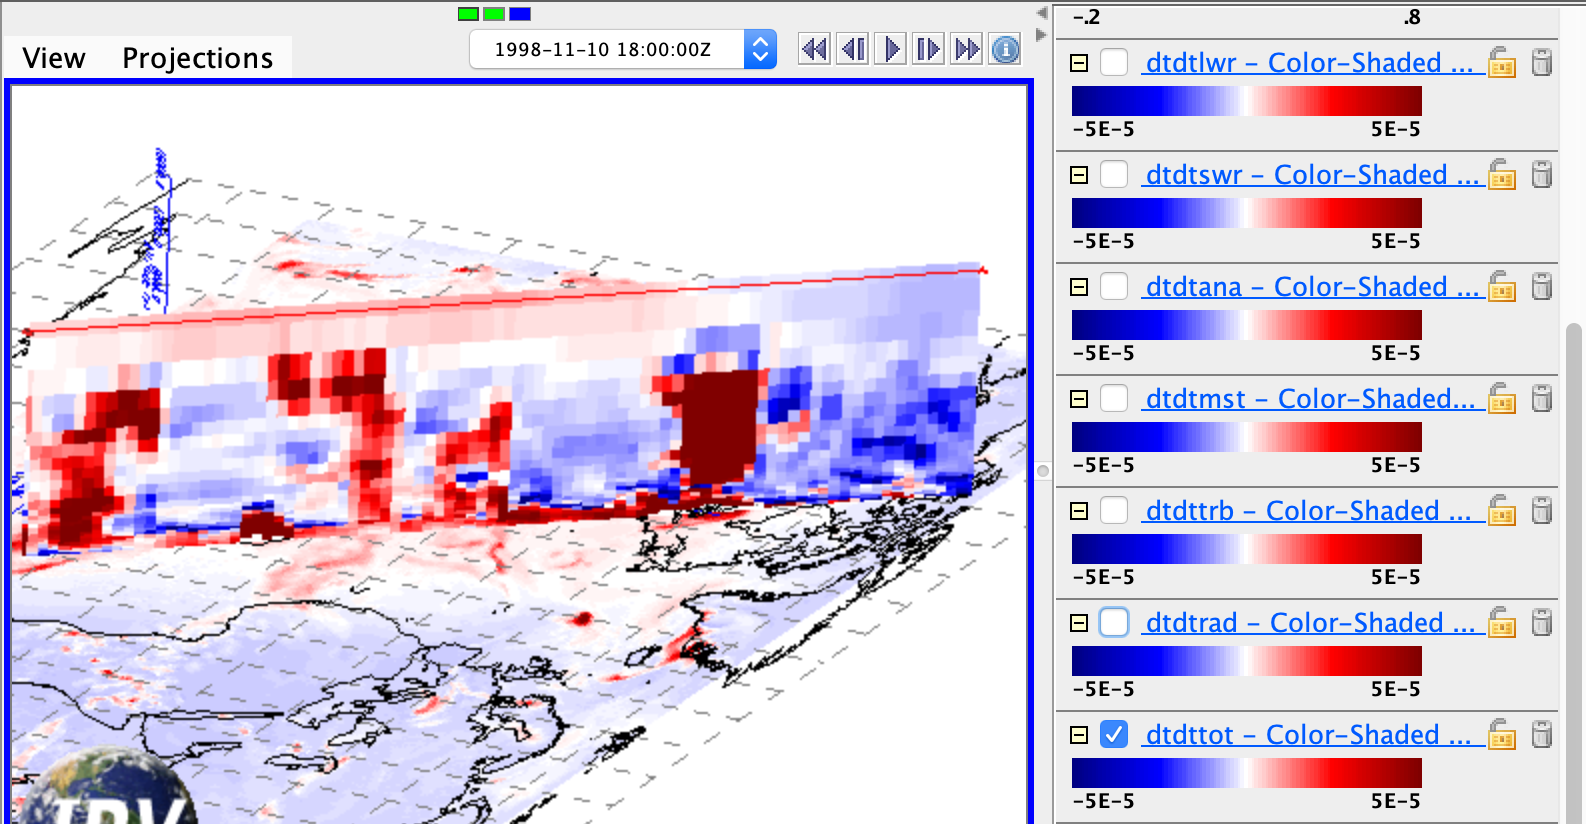 View Projections
1998-11-10 18:00:00Z
IDV
-.2 .8
dtdtlwr - Color-Shaded ...
-5E-5 5E-5
dtdtswr - Color-Shaded ...
-5E-5 5E-5
dtdtana - Color-Shaded ...
-5E-5 5E-5
dtdtmst - Color-Shaded...
-5E-5 5E-5
dtdttrb - Color-Shaded ...
-5E-5 5E-5
dtdtrad - Color-Shaded ...
-5E-5 5E-5
dtdttot - Color-Shaded ...
-5E-5 5E-5